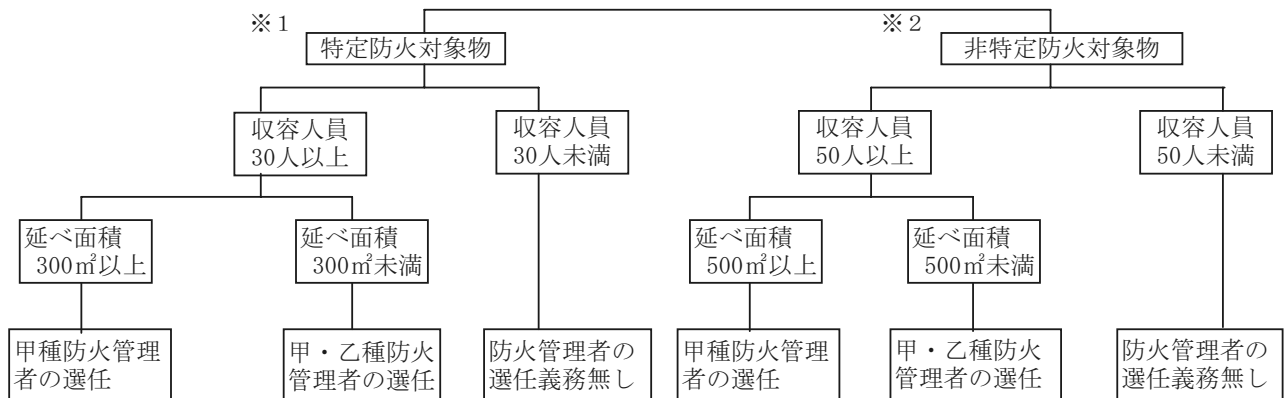 ※1
特定防火対象物
※2
非特定防火対象物
収容人員
30人以上
収容人員
30人未満
収容人員
50人以上
収容人員
50人未満
延べ面積
300㎡以上
延べ面積
300㎡未満
延べ面積
500㎡以上
延べ面積
500㎡未満
甲種防火管理
者の選任
甲・乙種防火
管理者の選任
防火管理者の
選任義務無し
甲種防火管理
者の選任
甲・乙種防火
管理者の選任
防火管理者の
選任義務無し